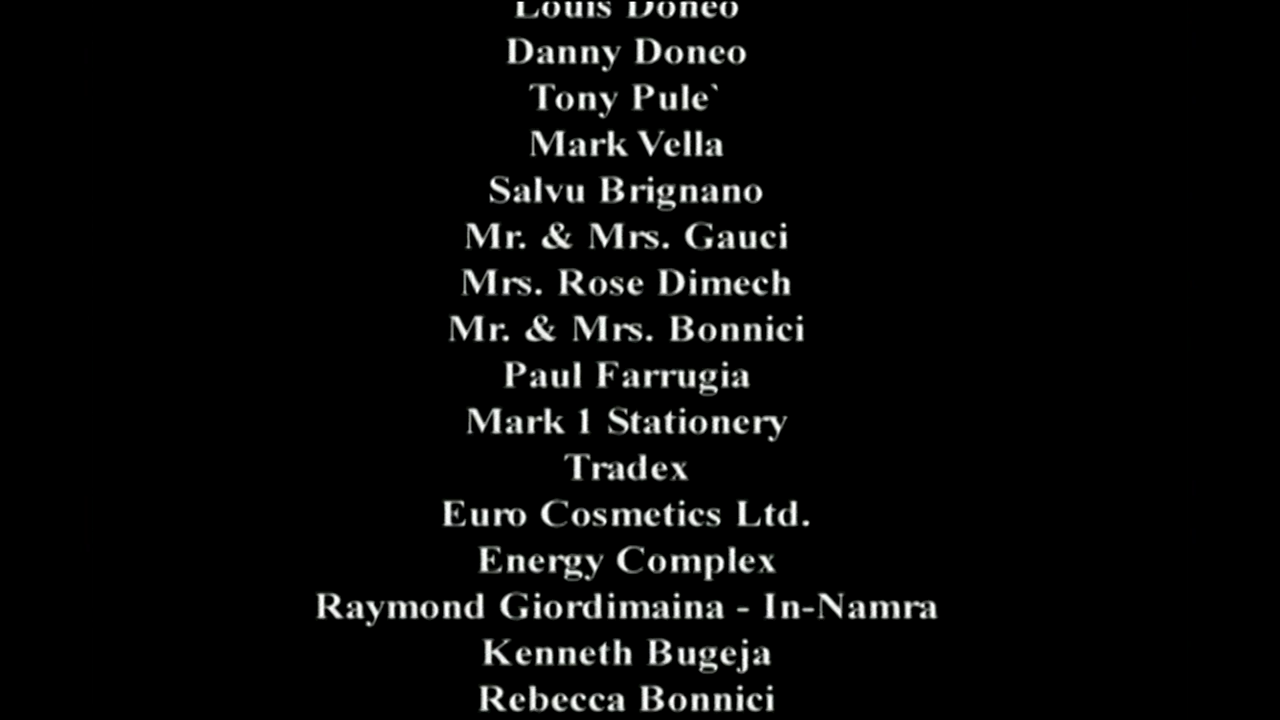 Louis Doneo
Danny Doneo
Tony Pule`
Mark Vella
Salvu Brignano
Mr. & Mrs. Gauci
Mrs. Rose Dimech
Mr. & Mrs. Bonnici
Paul Farrugia
Mark 1 Stationery
Tradex
Euro Cosmetics Ltd.
Energy Complex
Raymond Giordimaina - In-Namra
Kenneth Bugeja
Rebecca Bonnici